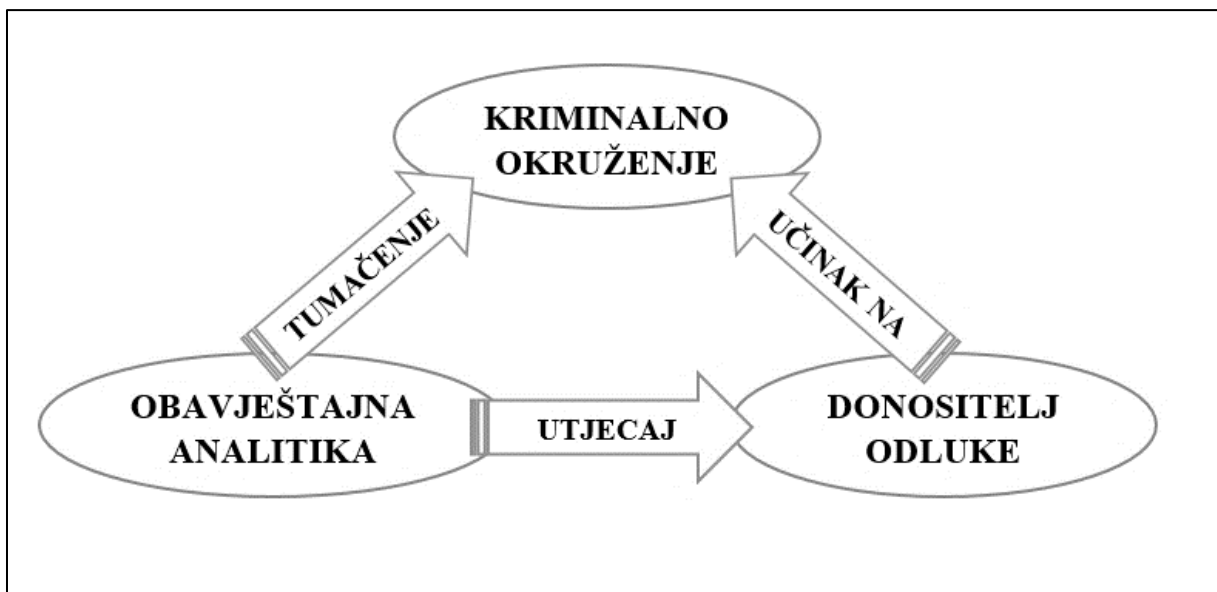 KRIMINALNO
OKRUŽENJE
TUMAČENJE
UČINAK NA
OBAVJEŠTAJNA
ANALITIKA
UTJECAJ
DONOSITELJ
ODLUKE